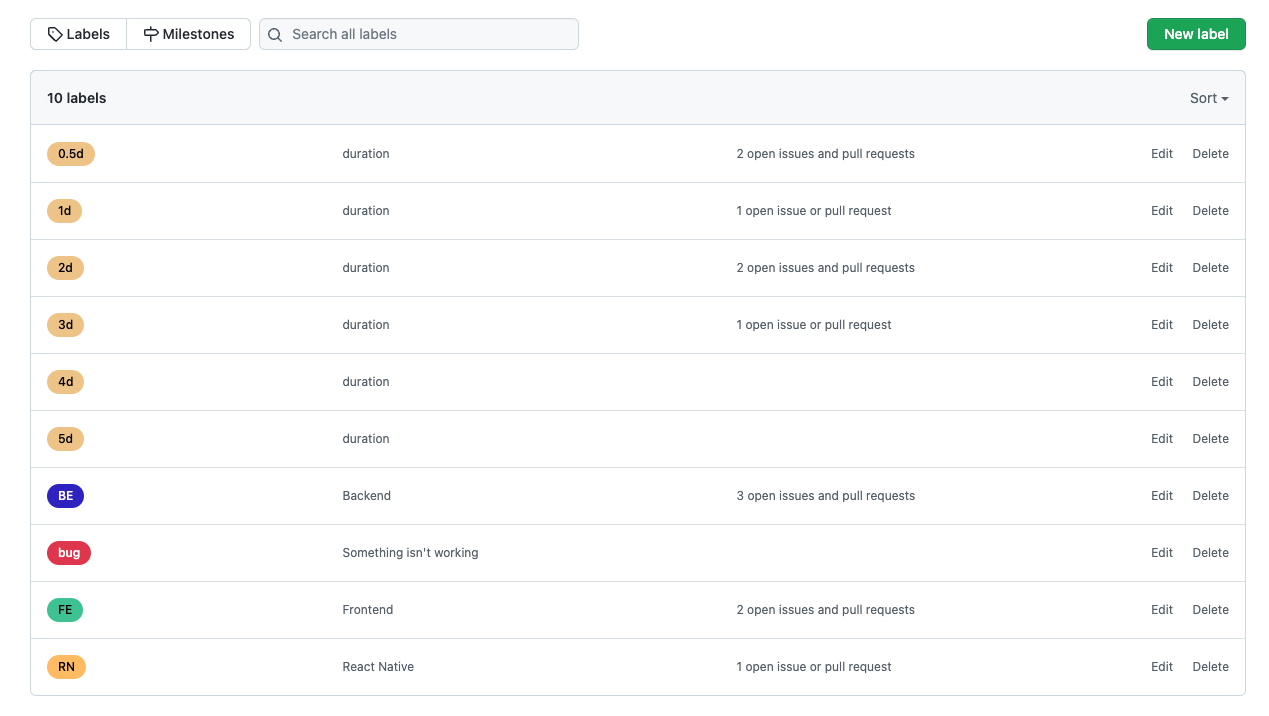 Labels Milestones Search all labels New label
10 labels Sort
0.5d duration 2 open issues and pull requests Edit Delete
1d duration 1 open issue or pull request Edit Delete
2d duration 2 open issues and pull requests Edit Delete
3d duration 1 open issue or pull request Edit Delete
4d duration Edit Delete
5d duration Edit Delete
BE Backend 3 open issues and pull requests Edit Delete
bug Something isn't working Edit Delete
FE Frontend 2 open issues and pull requests Edit Delete
RN React Native 1 open issue or pull request Edit Delete